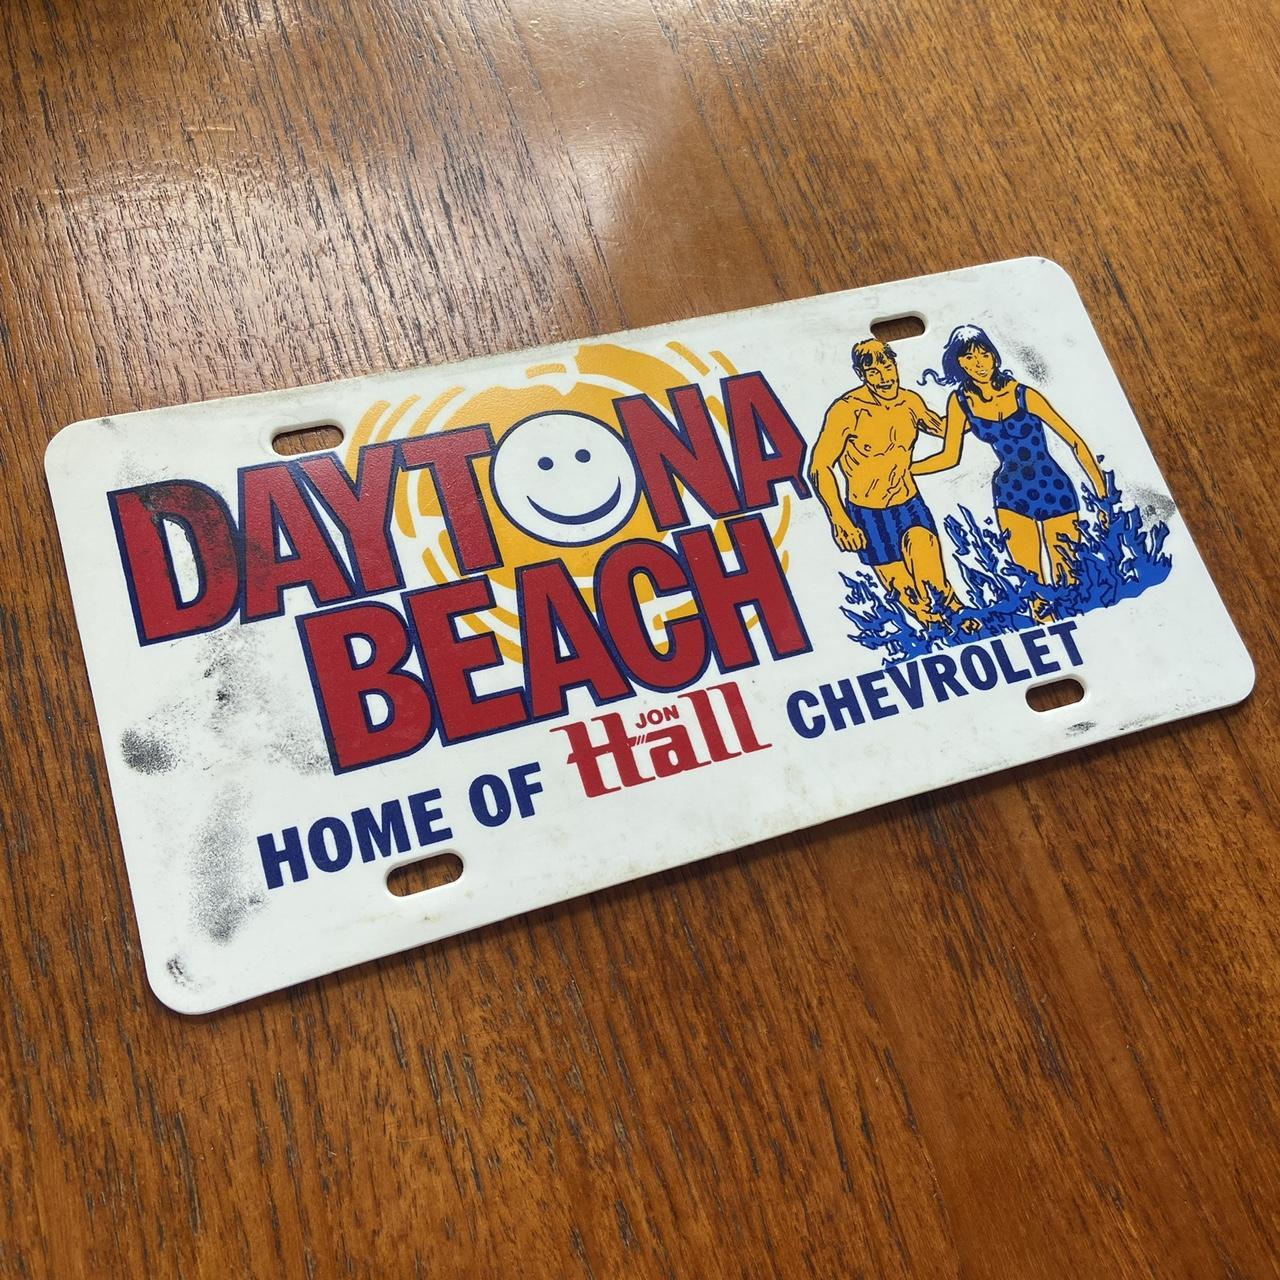 DAYTONA
BEACH
HOME OF JON Hall CHEVROLET